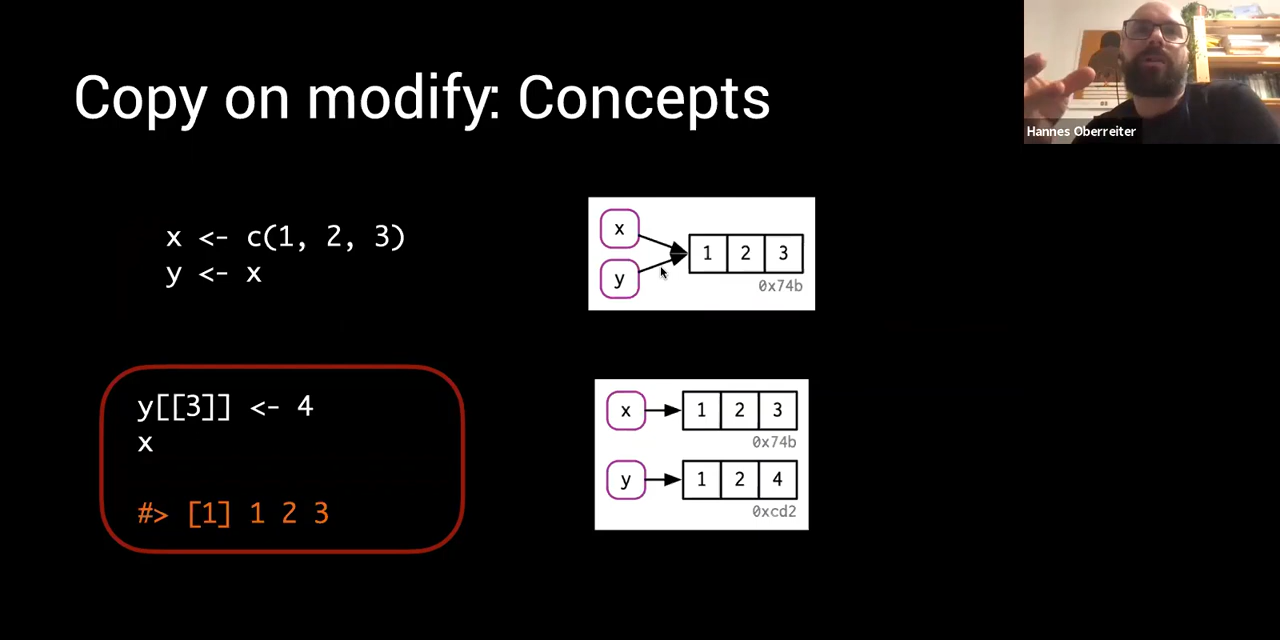 Copy on modify: Concepts
Hannes Oberreiter
x <- c(1, 2, 3)
y <- x
x
y
1 2 3
0x74b
y[[3]] <- 4
x
#> [1] 1 2 3
x
1 2 3
0x74b
y
1 2 4
0xcd2